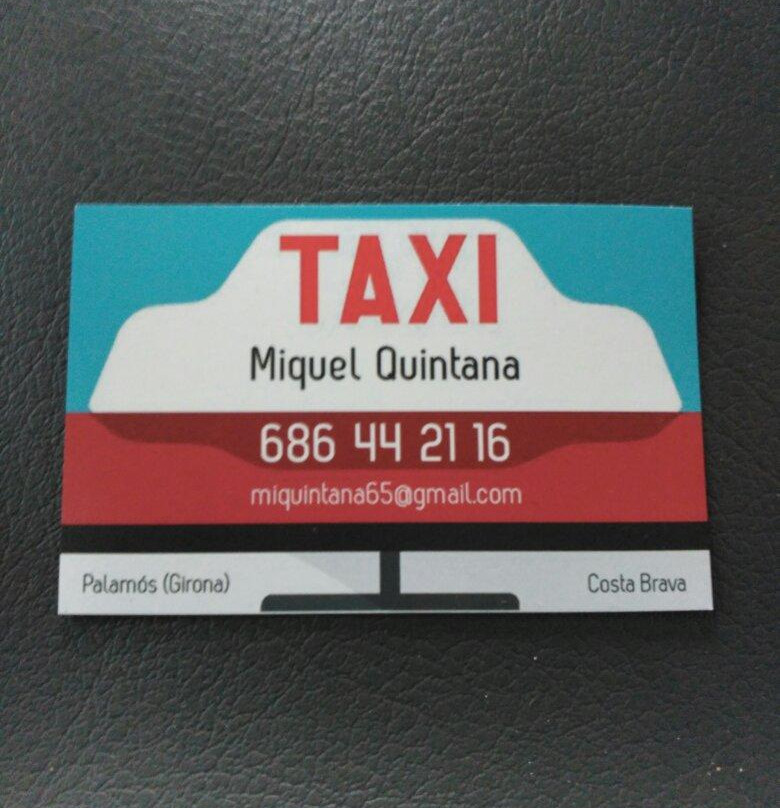 TAXI
Miquel Quintana
686 44 21 16
miquintana65@gmail.com
Palamós (Girona)
Costa Brava